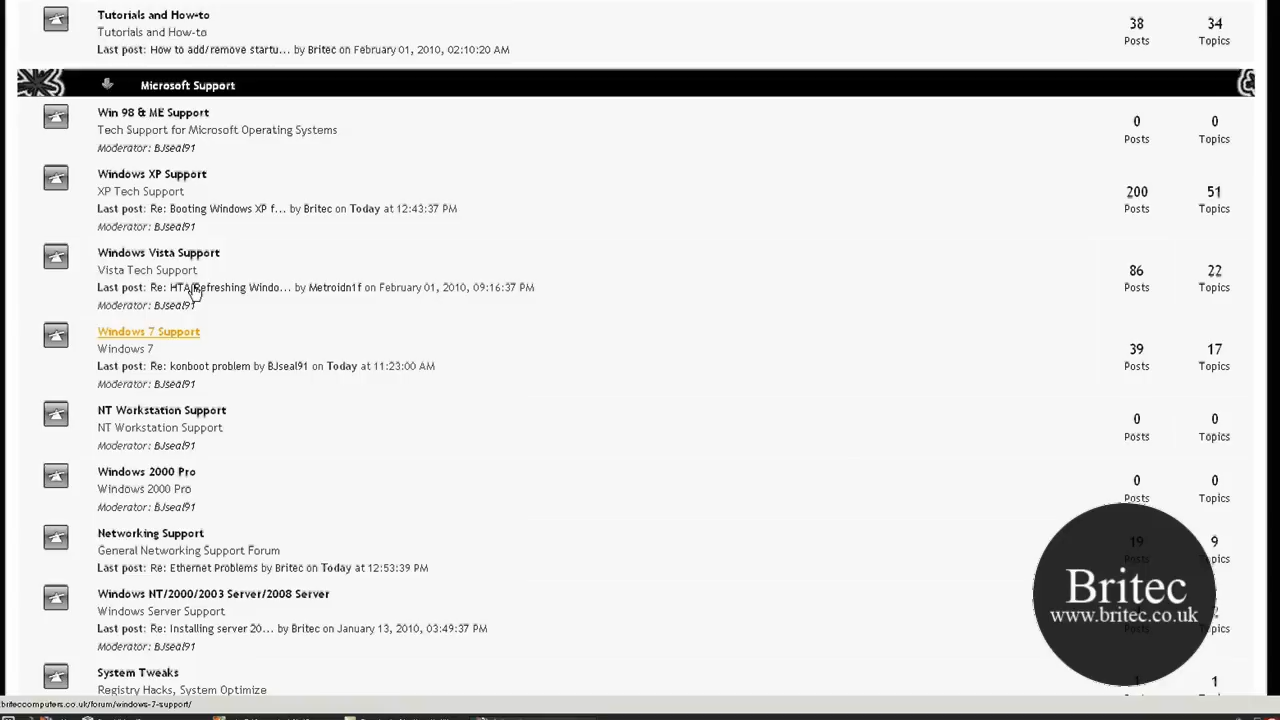 Tutorials and How-to
Tutorials and How-to
Last post: How to add/remove startu... by Britec on February 01, 2010, 02:10:20 AM
38 34
Posts Topics
Microsoft Support
Win 98 & ME Support
Tech Support for Microsoft Operating Systems
Moderator: BJseal91
0 0
Posts Topics
Windows XP Support
XP Tech Support
Last post: Re: Booting Windows XP f... by Britec on Today at 12:43:37 PM
Moderator: BJseal91
200 51
Posts Topics
Windows Vista Support
Vista Tech Support
Last post: Re: HTA Refreshing Windo... by Metroidn1f on February 01, 2010, 09:16:37 PM
Moderator: BJseal91
86 22
Posts Topics
Windows 7 Support
Windows 7
Last post: Re: konboot problem by BJseal91 on Today at 11:23:00 AM
Moderator: BJseal91
39 17
Posts Topics
NT Workstation Support
NT Workstation Support
Moderator: BJseal91
0 0
Posts Topics
Windows 2000 Pro
Windows 2000 Pro
Moderator: BJseal91
0 0
Posts Topics
Networking Support
General Networking Support Forum
Last post: Re: Ethernet Problems by Britec on Today at 12:53:39 PM
19 9
Posts Topics
Windows NT/2000/2003 Server/2008 Server
Windows Server Support
Last post: Re: Installing server 20... by Britec on January 13, 2010, 03:49:37 PM
Moderator: BJseal91
Britec
www.britec.co.uk
System Tweaks
Registry Hacks, System Optimize
1 1
briteccomputers.co.uk/forum/windows-7-support/